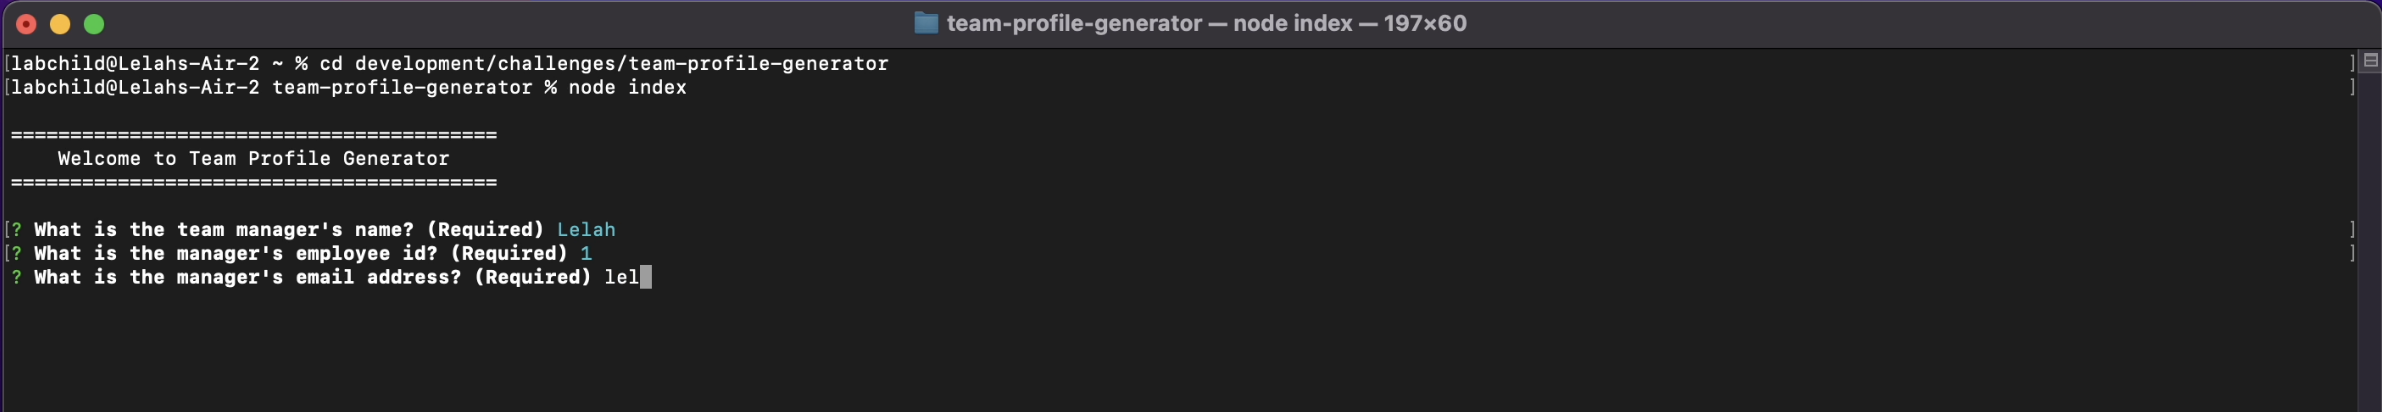 team-profile-generator — node index — 197×60
[labchild@Lelahs-Air-2 ~ % cd development/challenges/team-profile-generator ]
[labchild@Lelahs-Air-2 team-profile-generator % node index ]
=========================================
Welcome to Team Profile Generator
=========================================
[? What is the team manager's name? (Required) Lelah ]
[? What is the manager's employee id? (Required) 1 ]
? What is the manager's email address? (Required) lel